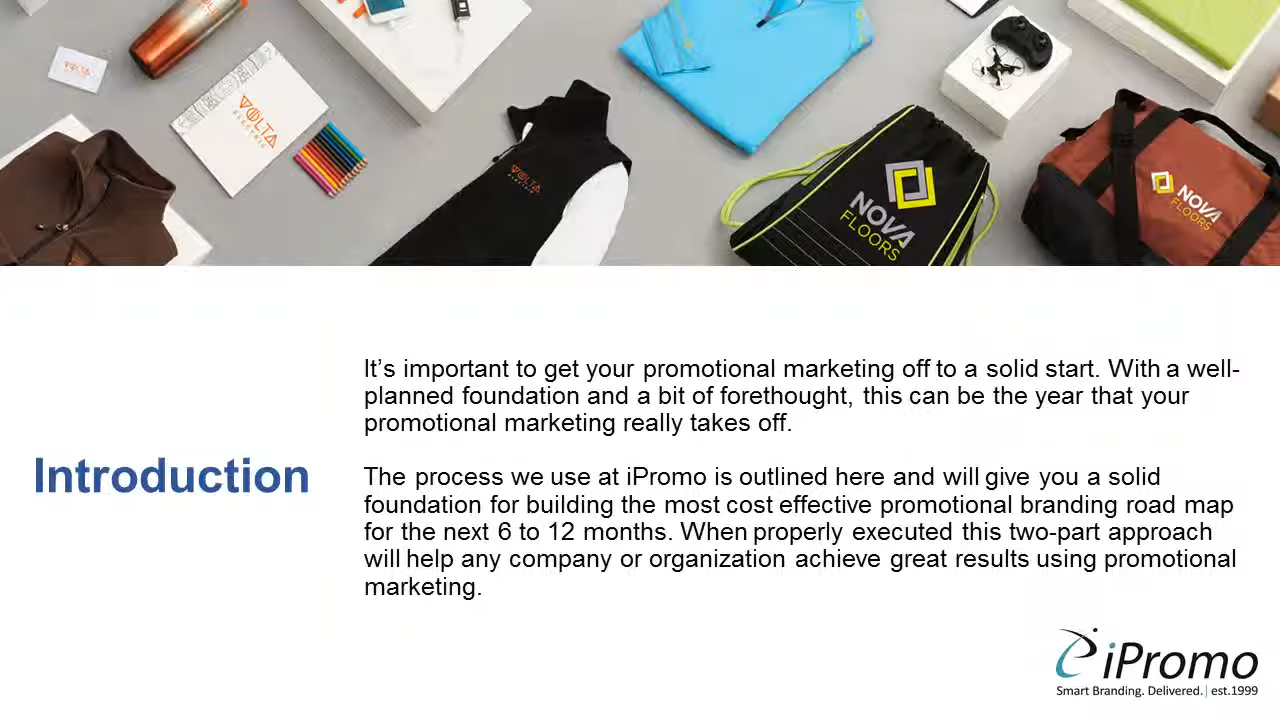 VOLTA
VOLTA
ELECTRIC
VOLTA
ELECTRIC
NOVA
FLOORS
NOVA
FLOORS
It’s important to get your promotional marketing off to a solid start. With a well-
planned foundation and a bit of forethought, this can be the year that your
promotional marketing really takes off.
Introduction
The process we use at iPromo is outlined here and will give you a solid
foundation for building the most cost effective promotional branding road map
for the next 6 to 12 months. When properly executed this two-part approach
will help any company or organization achieve great results using promotional
marketing.
iPromo
Smart Branding. Delivered. | est.1999